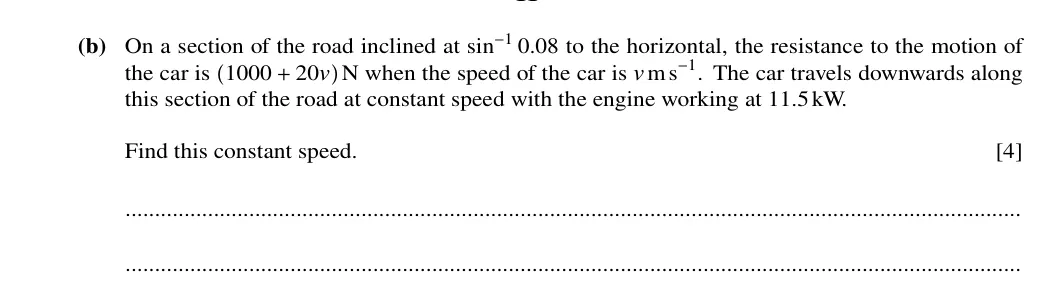 (b) On a section of the road inclined at sin⁻¹ 0.08 to the horizontal, the resistance to the motion of
the car is (1000 + 20v) N when the speed of the car is v m s⁻¹. The car travels downwards along
this section of the road at constant speed with the engine working at 11.5 kW.
Find this constant speed. [4]